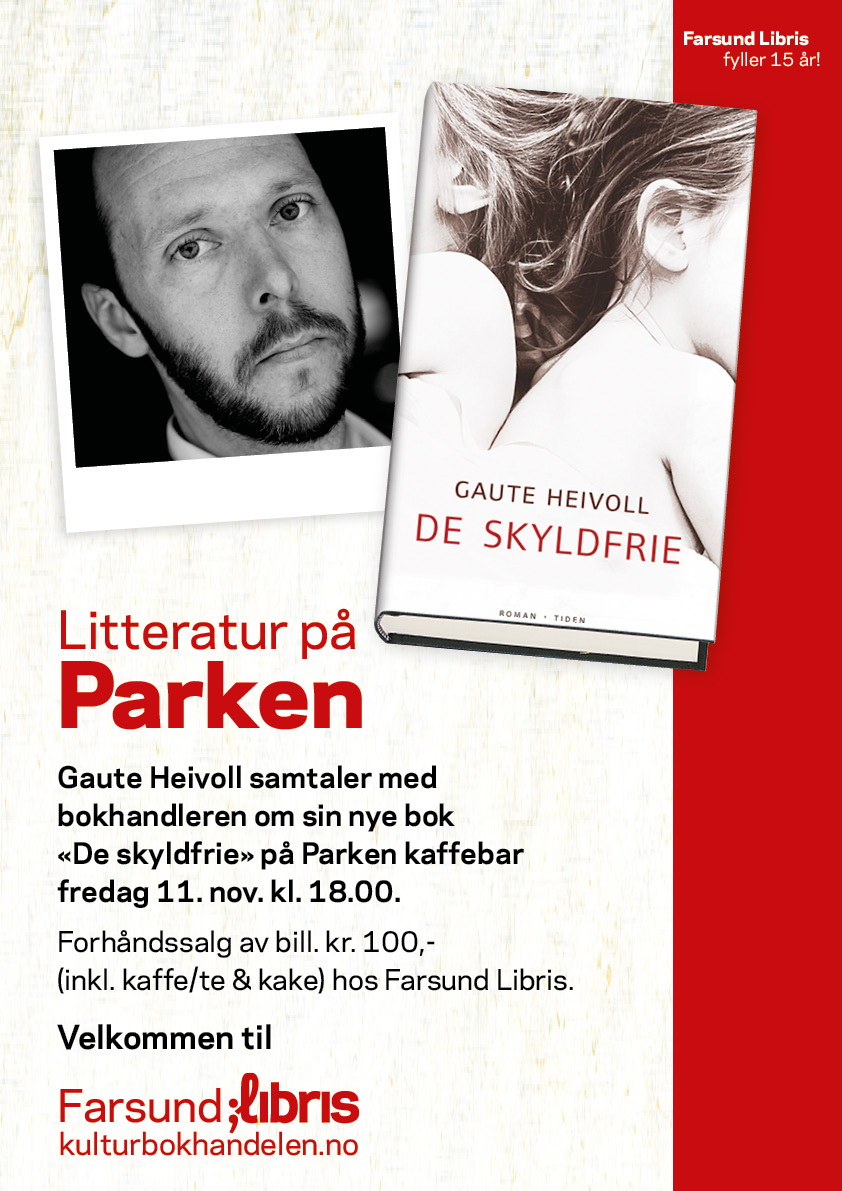 Farsund Libris
fyller 15 år!
GAUTE HEIVOLL
DE SKYLDFRIE
ROMAN · TIDEN
Litteratur på
Parken
Gaute Heivoll samtaler med
bokhandleren om sin nye bok
«De skyldfrie» på Parken kaffebar
fredag 11. nov. kl. 18.00.
Forhåndssalg av bill. kr. 100,-
(inkl. kaffe/te & kake) hos Farsund Libris.
Velkommen til
Farsund ;libris
kulturbokhandelen.no